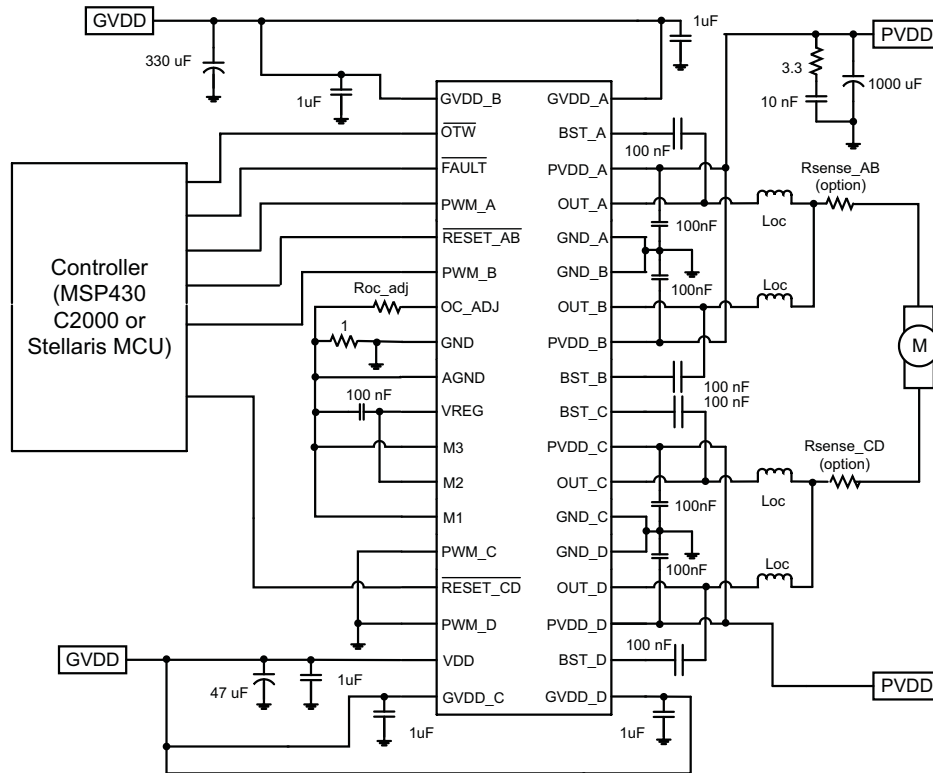 GVDD
330 uF
1uF
1uF
PVDD
3.3
10 nF
1000 uF
Controller
(MSP430
C2000 or
Stellaris MCU)
GVDD_B
OTW
FAULT
PWM_A
RESET_AB
PWM_B
OC_ADJ
GND
AGND
VREG
M3
M2
M1
PWM_C
RESET_CD
PWM_D
VDD
GVDD_C
Roc_adj
1
100 nF
GVDD_A
BST_A
PVDD_A
OUT_A
GND_A
GND_B
OUT_B
PVDD_B
BST_B
BST_C
PVDD_C
OUT_C
GND_C
GND_D
OUT_D
PVDD_D
BST_D
GVDD_D
100 nF
100nF
100nF
100 nF
100 nF
100nF
100nF
100 nF
Rsense_AB
(option)
Loc
Loc
M
Rsense_CD
(option)
Loc
Loc
GVDD
47 uF
1uF
1uF
1uF
PVDD